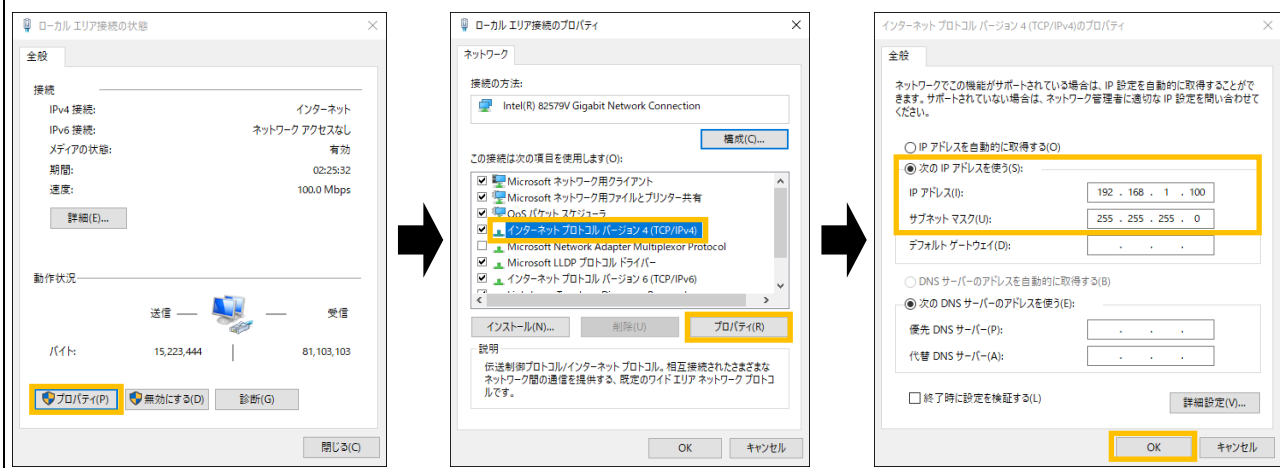 ローカル エリア接続の状態
全般
接続
IPv4 接続: インターネット
IPv6 接続: ネットワーク アクセスなし
メディアの状態: 有効
期間: 02:25:32
速度: 100.0 Mbps
詳細(E)...
動作状況
送信 受信
バイト: 15,223,444 81,103,103
プロパティ(P) 無効にする(D) 診断(G)
閉じる(C)
ローカル エリア接続のプロパティ
ネットワーク
接続の方法:
Intel(R) 82579V Gigabit Network Connection
構成(C)...
この接続は次の項目を使用します(O):
Microsoft ネットワーク用クライアント
Microsoft ネットワーク用ファイルとプリンター共有
QoS パケット スケジューラ
インターネット プロトコル バージョン 4 (TCP/IPv4)
Microsoft Network Adapter Multiplexor Protocol
Microsoft LLDP プロトコル ドライバー
インターネット プロトコル バージョン 6 (TCP/IPv6)
インストール(N)... 削除(U) プロパティ(R)
説明
伝送制御プロトコル/インターネット プロトコル。相互接続されたさまざまな
ネットワーク間の通信を提供する、既定のワイド エリア ネットワーク プロトコ
ルです。
OK キャンセル
インターネット プロトコル バージョン 4 (TCP/IPv4)のプロパティ
全般
ネットワークでこの機能がサポートされている場合は、IP 設定を自動的に取得することがで
きます。サポートされていない場合は、ネットワーク管理者に適切な IP 設定を問い合わせて
ください。
IP アドレスを自動的に取得する(O)
次の IP アドレスを使う(S):
IP アドレス(I): 192 . 168 . 1 . 100
サブネット マスク(U): 255 . 255 . 255 . 0
デフォルト ゲートウェイ(D): . . .
DNS サーバーのアドレスを自動的に取得する(B)
次の DNS サーバーのアドレスを使う(E):
優先 DNS サーバー(P): . . .
代替 DNS サーバー(A): . . .
終了時に設定を検証する(L)
詳細設定(V)...
OK キャンセル